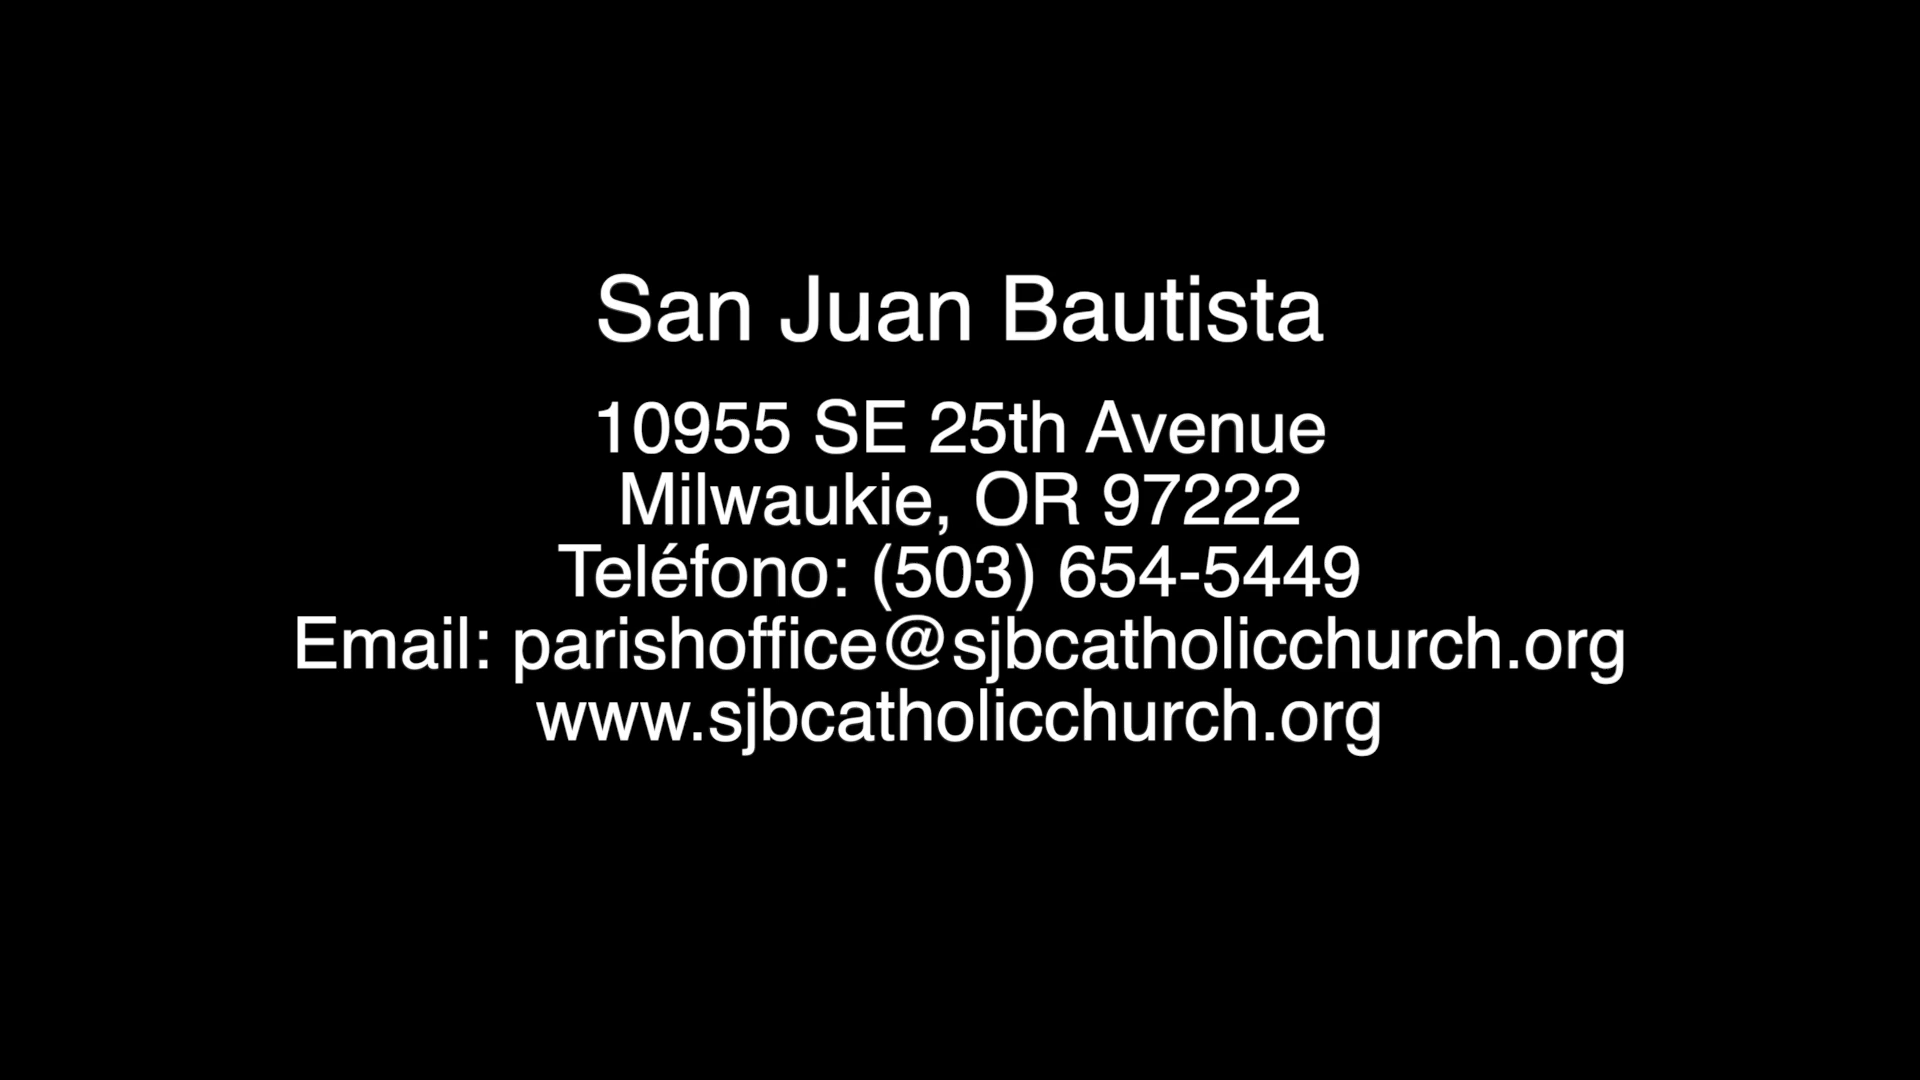 San Juan Bautista
10955 SE 25th Avenue
Milwaukie, OR 97222
Teléfono: (503) 654-5449
Email: parishoffice@sjbcatholicchurch.org
www.sjbcatholicchurch.org